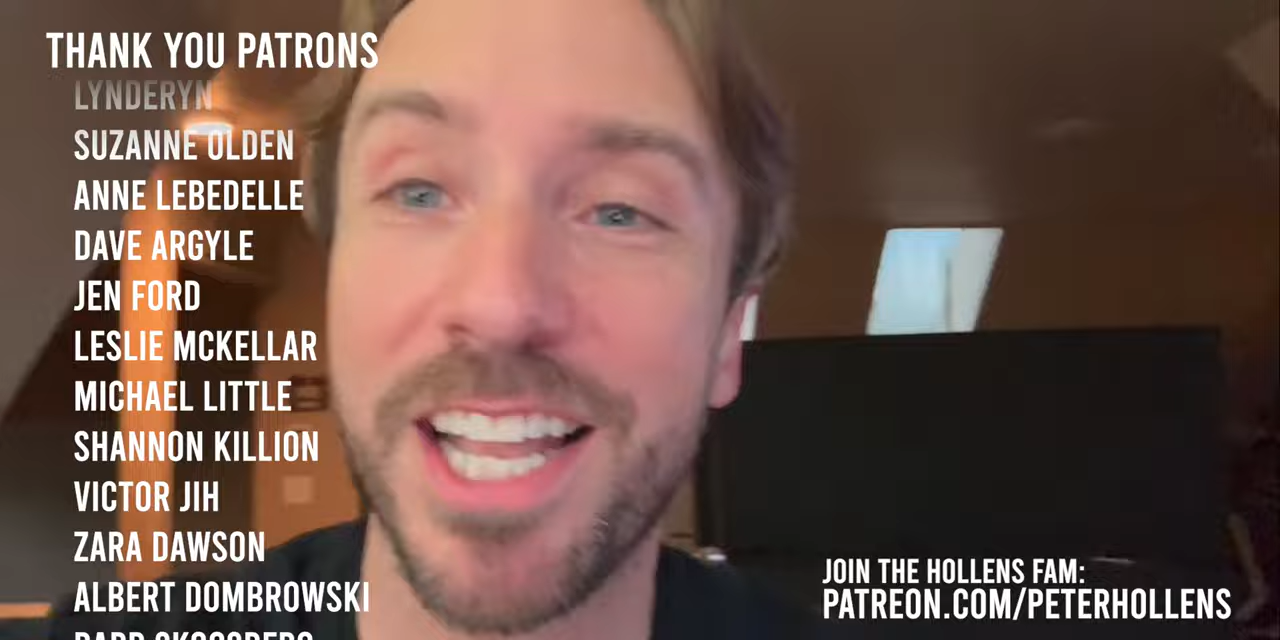 THANK YOU PATRONS
LYNDERYN
SUZANNE OLDEN
ANNE LEBEDELLE
DAVE ARGYLE
JEN FORD
LESLIE MCKELLAR
MICHAEL LITTLE
SHANNON KILLION
VICTOR JIH
ZARA DAWSON
ALBERT DOMBROWSKI
JOIN THE HOLLENS FAM:
PATREON.COM/PETERHOLLENS